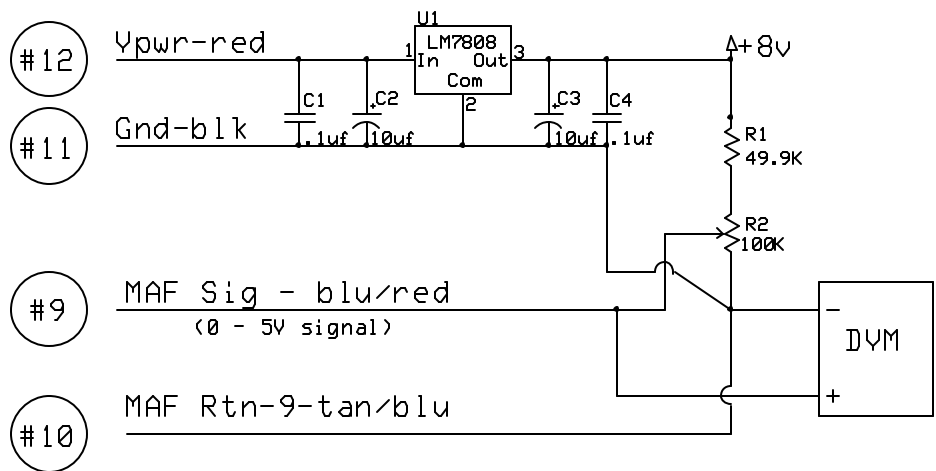 U1
#12
Vpwr-red
1
LM7808
In Out
Com
3
2
+8v
C1
.1uf
C2
+
10uf
C3
+
10uf
C4
.1uf
#11
Gnd-blk
R1
49.9K
R2
100K
#9
MAF Sig - blu/red
(0 - 5V signal)
-
DVM
+
#10
MAF Rtn-9-tan/blu